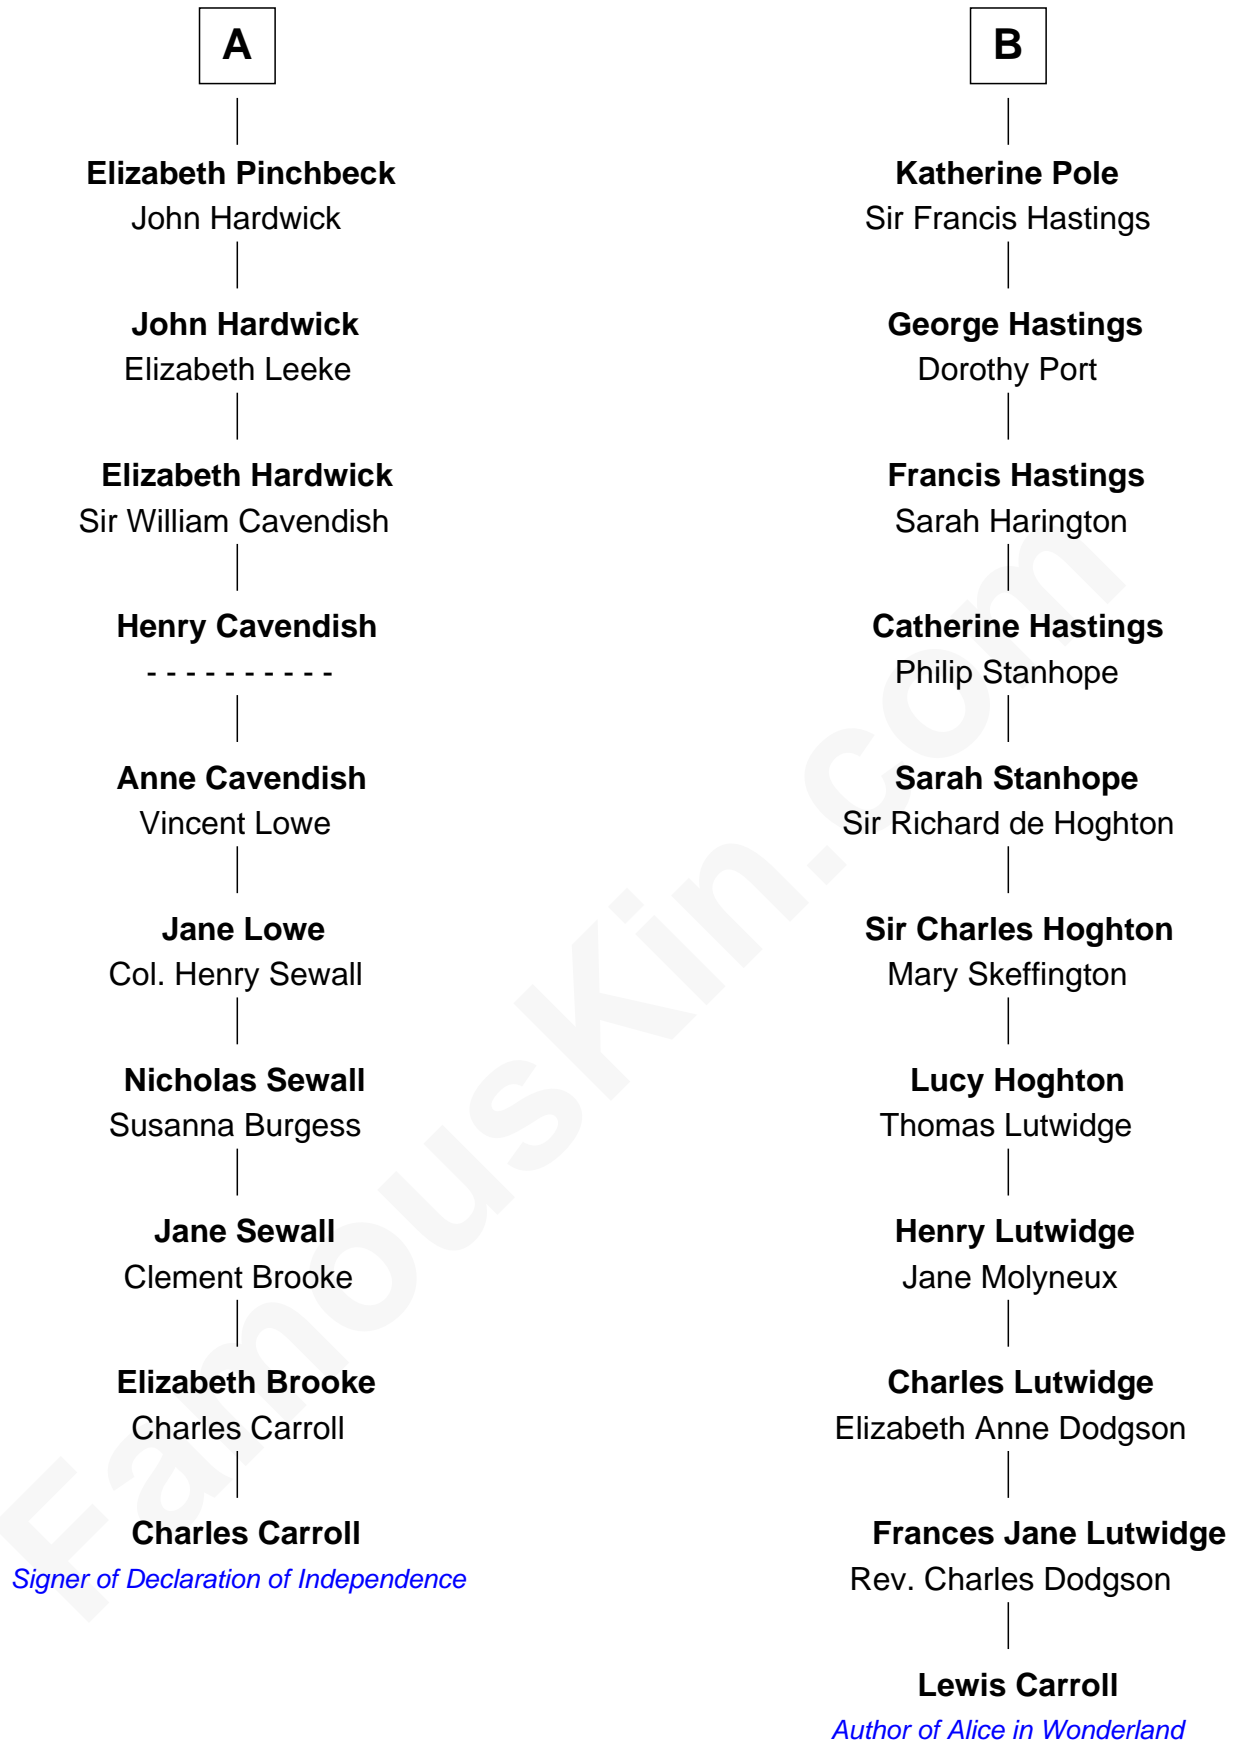 A
Elizabeth Pinchbeck
John Hardwick
John Hardwick
Elizabeth Leeke
Elizabeth Hardwick
Sir William Cavendish
Henry Cavendish
- - - - - - - - - -
Anne Cavendish
Vincent Lowe
Jane Lowe
Col. Henry Sewall
Nicholas Sewall
Susanna Burgess
Jane Sewall
Clement Brooke
Elizabeth Brooke
Charles Carroll
Charles Carroll
Signer of Declaration of Independence
B
Katherine Pole
Sir Francis Hastings
George Hastings
Dorothy Port
Francis Hastings
Sarah Harington
Catherine Hastings
Philip Stanhope
Sarah Stanhope
Sir Richard de Hoghton
Sir Charles Hoghton
Mary Skeffington
Lucy Hoghton
Thomas Lutwidge
Henry Lutwidge
Jane Molyneux
Charles Lutwidge
Elizabeth Anne Dodgson
Frances Jane Lutwidge
Rev. Charles Dodgson
Lewis Carroll
Author of Alice in Wonderland
FamousKin.com